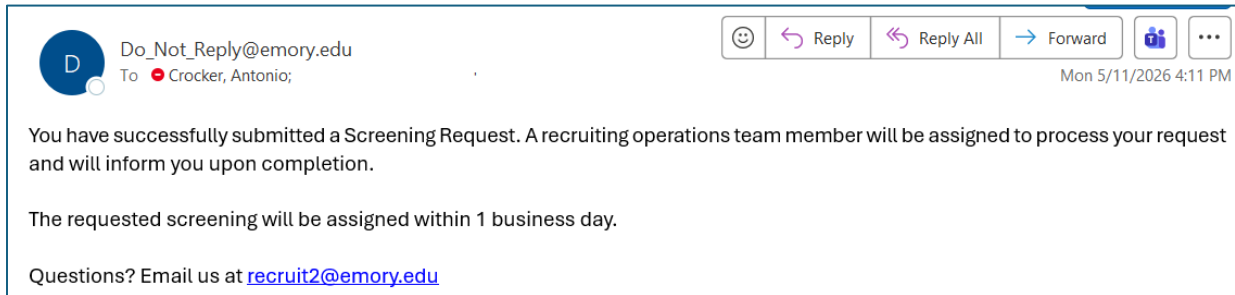 Do_Not_Reply@emory.edu
Reply
Reply All
Forward
D
To Crocker, Antonio;
Mon 5/11/2026 4:11 PM
You have successfully submitted a Screening Request. A recruiting operations team member will be assigned to process your request
and will inform you upon completion.
The requested screening will be assigned within 1 business day.
Questions? Email us at recruit2@emory.edu